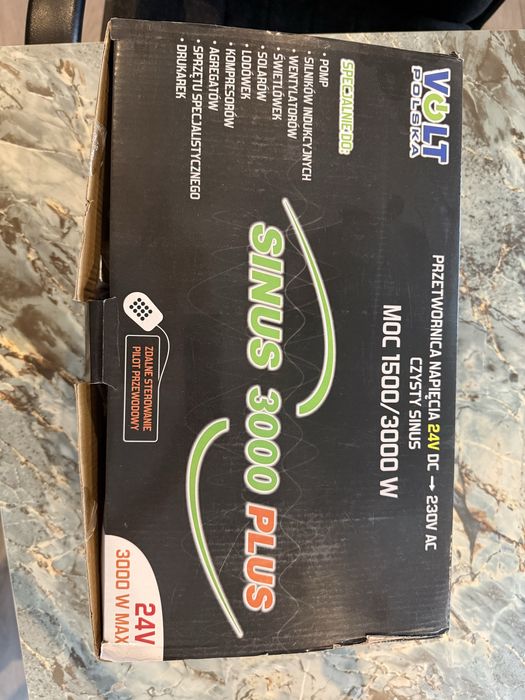 VOLT
POLSKA
PRZETWORNICA NAPIĘCIA 24V DC → 230V AC
CZYSTY SINUS
MOC 1500/3000 W
SPECJALNIE DO:
• POMP
• SILNIKÓW INDUKCYJNYCH
• WENTYLATORÓW
• ŚWIETLÓWEK
• SOLARÓW
• LODÓWEK
• KOMPRESORÓW
• AGREGATÓW
• SPRZĘTU SPECJALISTYCZNEGO
• DRUKAREK
SINUS 3000 PLUS
ZDALNE STEROWANIE
PILOT PRZEWODOWY
24V
3000 W MAX